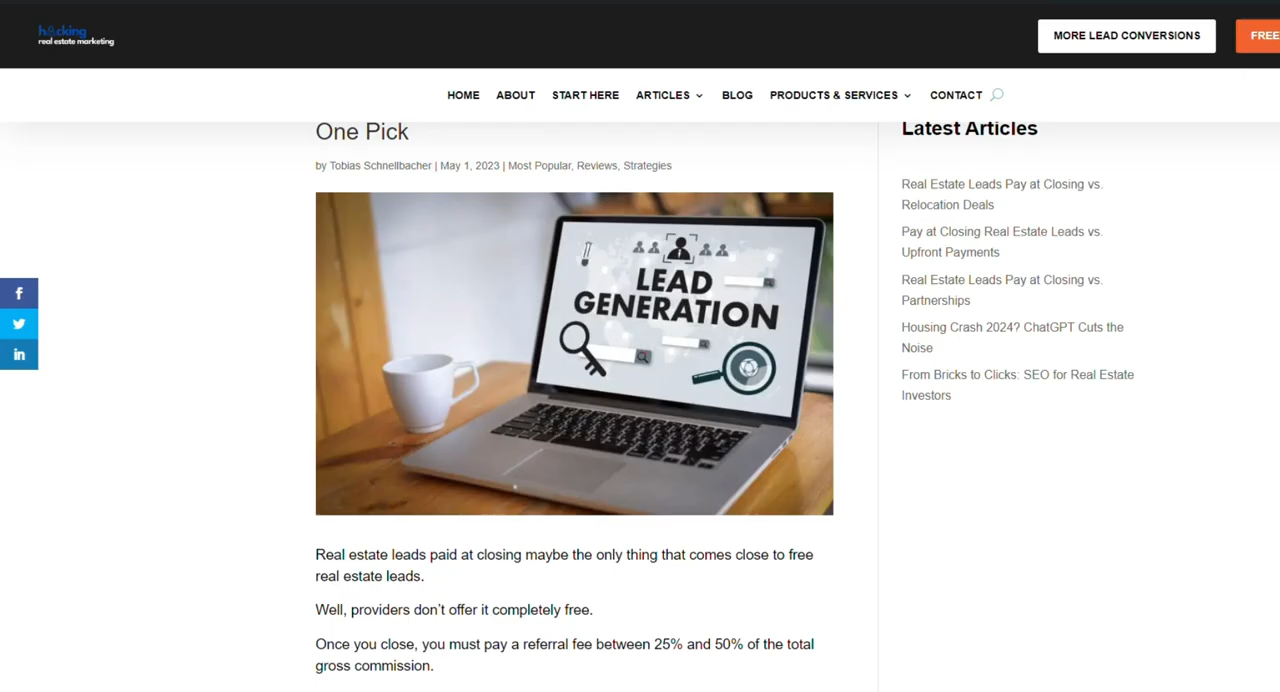 hacking
real estate marketing
MORE LEAD CONVERSIONS
FREE
HOME ABOUT START HERE ARTICLES BLOG PRODUCTS & SERVICES CONTACT
One Pick
by Tobias Schnellbacher | May 1, 2023 | Most Popular, Reviews, Strategies
LEAD
GENERATION
Real estate leads paid at closing maybe the only thing that comes close to free
real estate leads.
Well, providers don’t offer it completely free.
Once you close, you must pay a referral fee between 25% and 50% of the total
gross commission.
Latest Articles
Real Estate Leads Pay at Closing vs.
Relocation Deals
Pay at Closing Real Estate Leads vs.
Upfront Payments
Real Estate Leads Pay at Closing vs.
Partnerships
Housing Crash 2024? ChatGPT Cuts the
Noise
From Bricks to Clicks: SEO for Real Estate
Investors
f
in